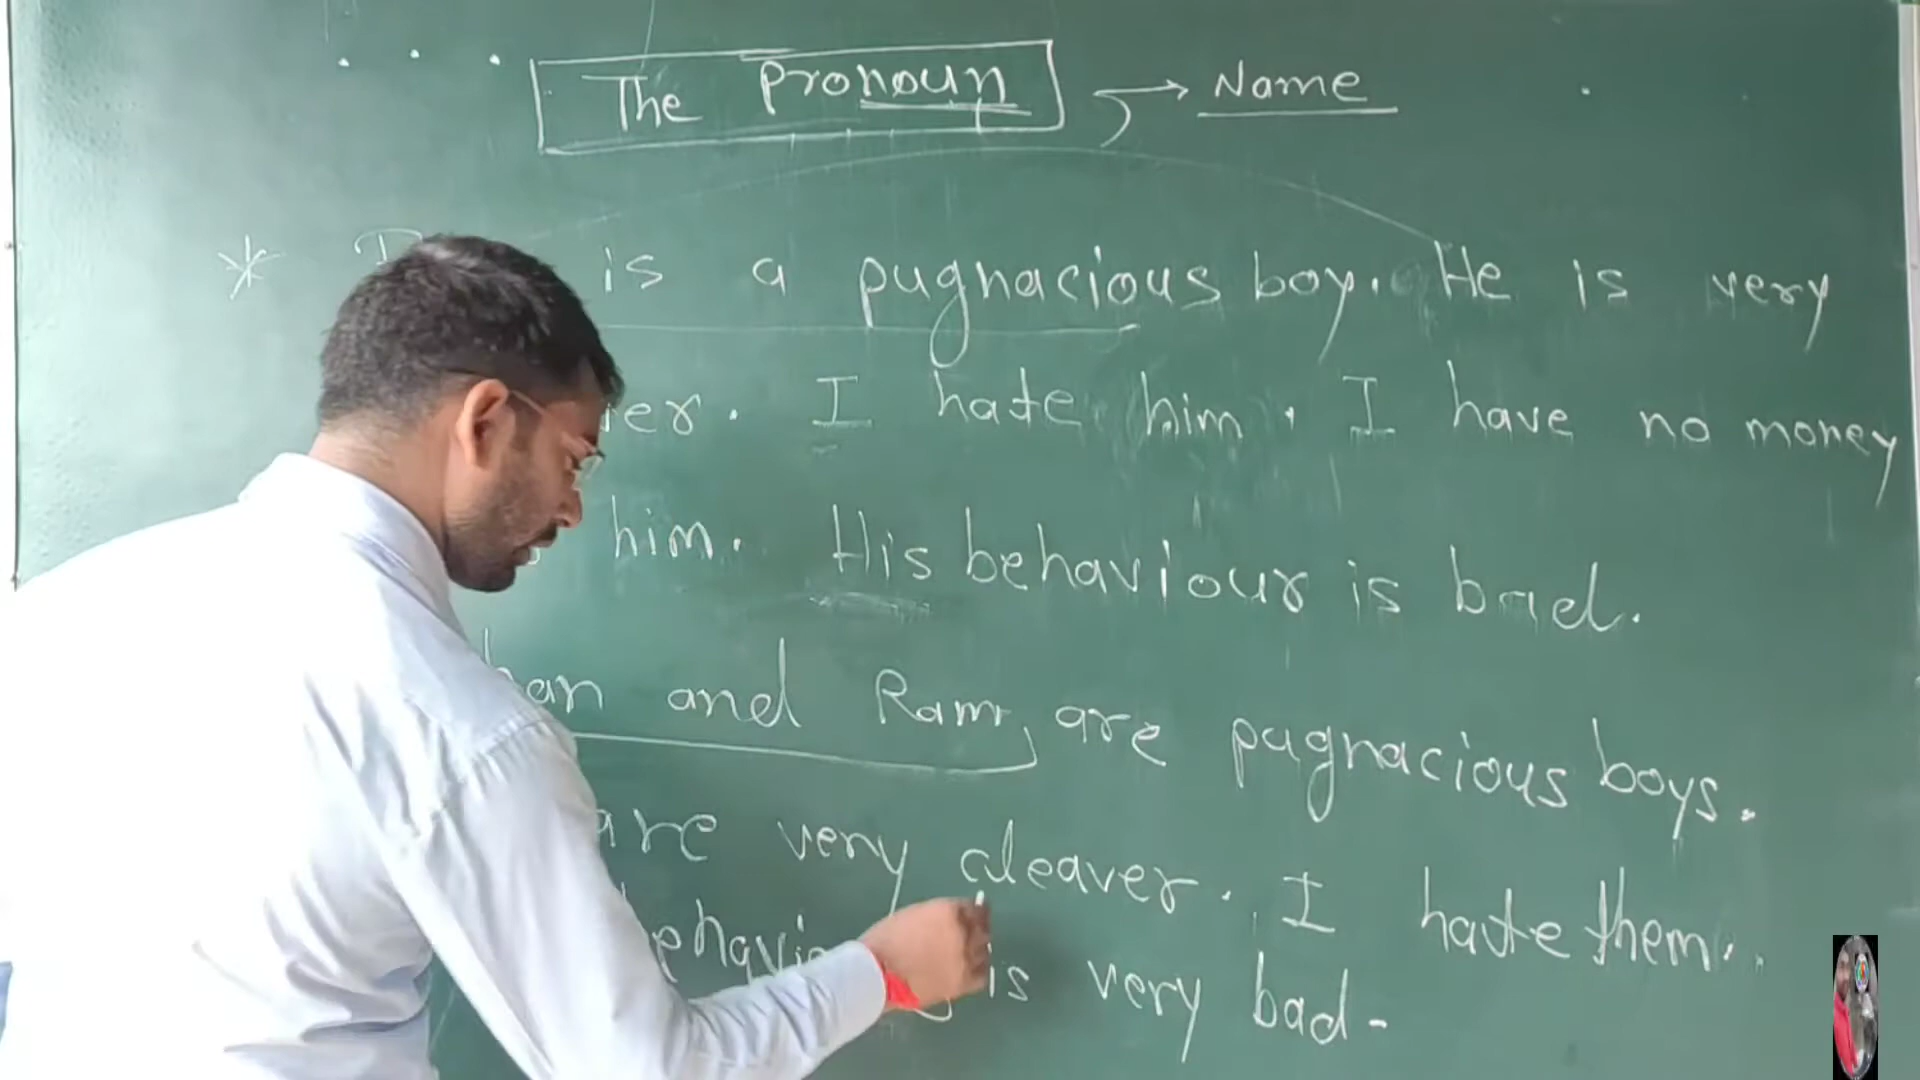 The Pronoun → Name
* is a pugnacious boy. He is very
. I hate him. I have no money
him. His behaviour is bad.
and Ram are pugnacious boys.
are very cleaver. I hate them.
is very bad-